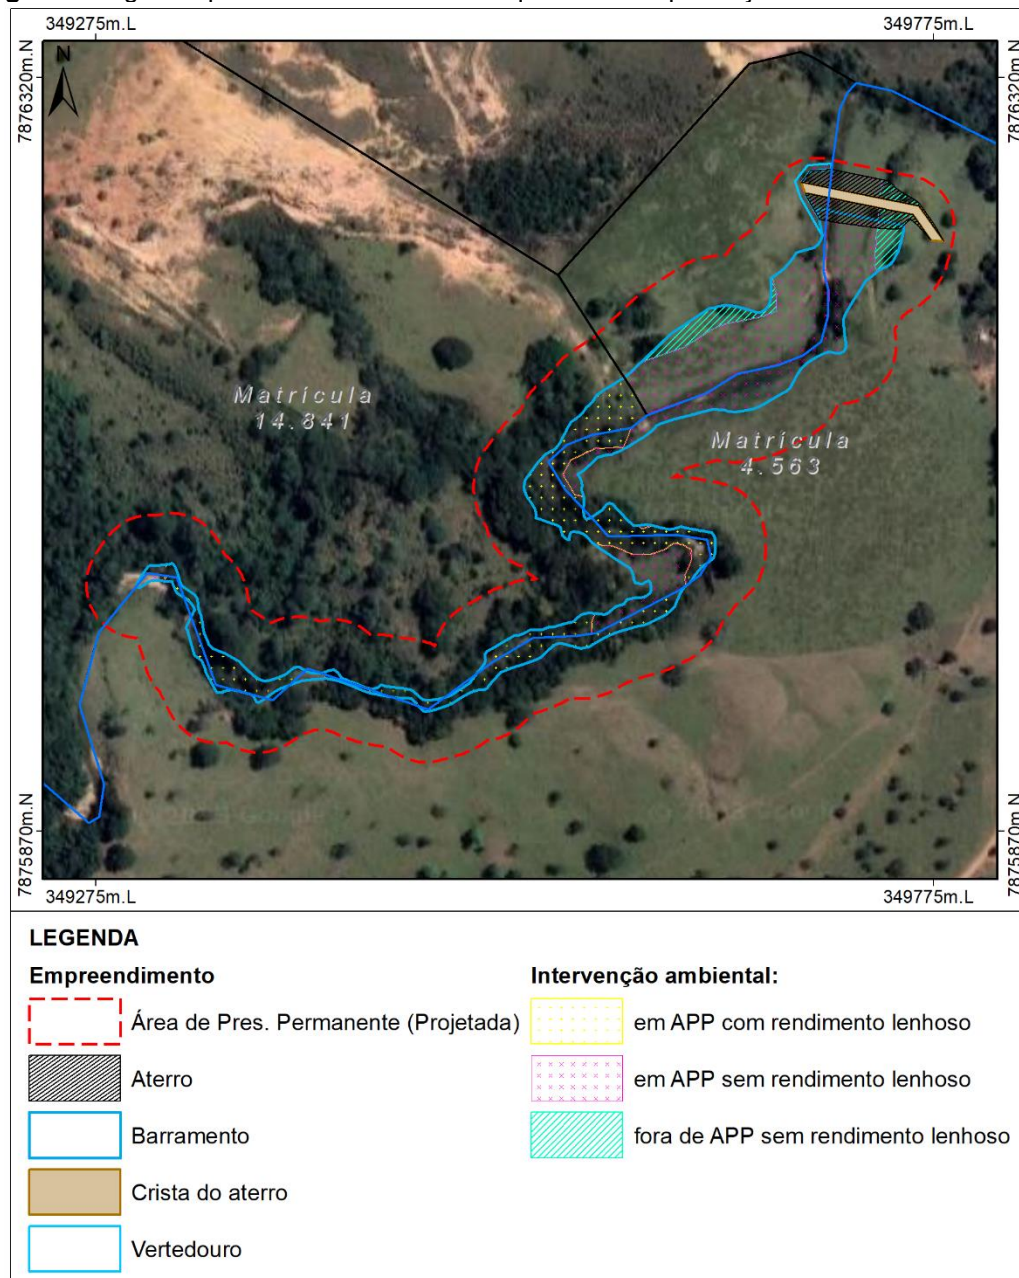 349275m.L 349775m.L
7876320m.N
7876320m.N
N
Matrícula
14.841
Matrícula
4.563
7875870m.N
7875870m.N
349275m.L 349775m.L
LEGENDA
Empreendimento
Área de Pres. Permanente (Projetada)
Aterro
Barramento
Crista do aterro
Vertedouro
Intervenção ambiental:
em APP com rendimento lenhoso
em APP sem rendimento lenhoso
fora de APP sem rendimento lenhoso